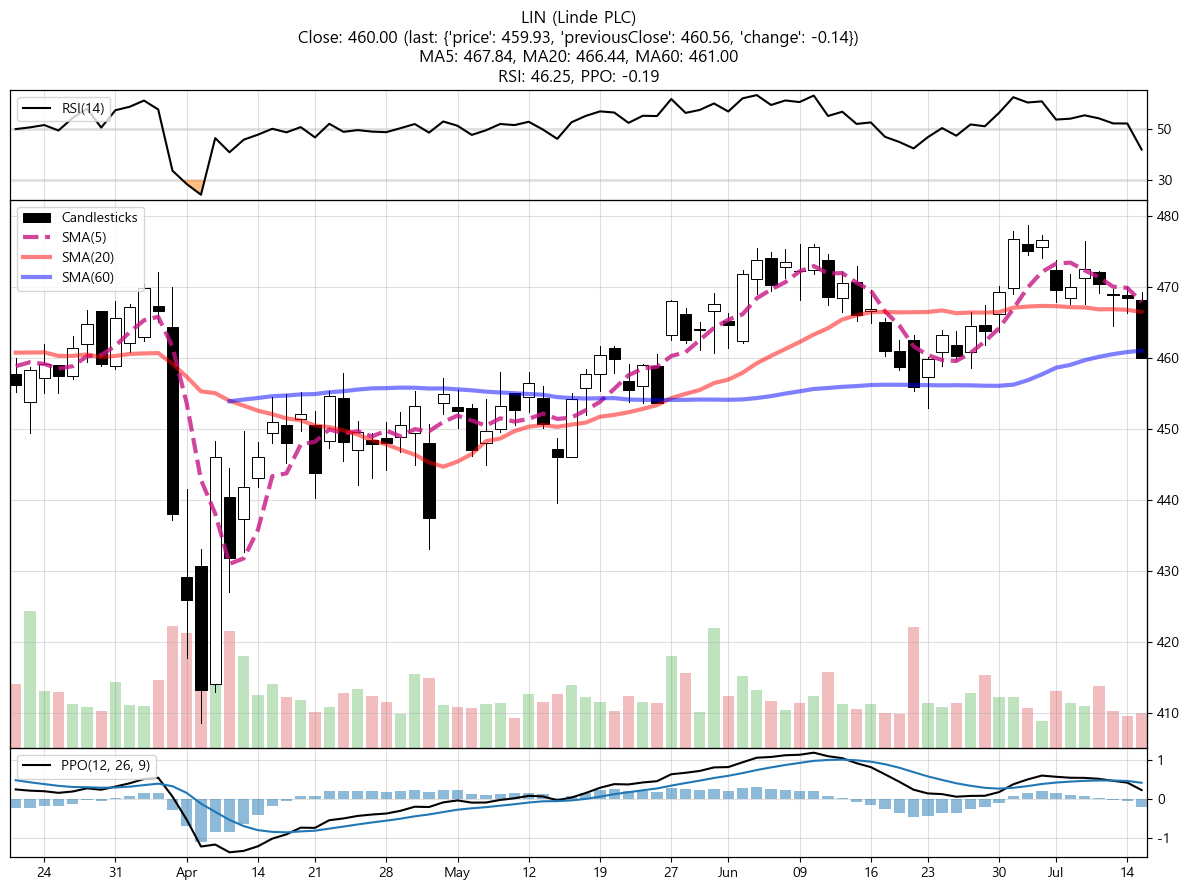 LIN (Linde PLC)
Close: 460.00 (last: {'price': 459.93, 'previousClose': 460.56, 'change': -0.14})
MA5: 467.84, MA20: 466.44, MA60: 461.00
RSI: 46.25, PPO: -0.19
RSI(14)
50
30
Candlesticks
SMA(5)
SMA(20)
SMA(60)
480
470
460
450
440
430
420
410
PPO(12, 26, 9)
1
0
-1
24 31 Apr 14 21 28 May 12 19 27 Jun 09 16 23 30 Jul 14